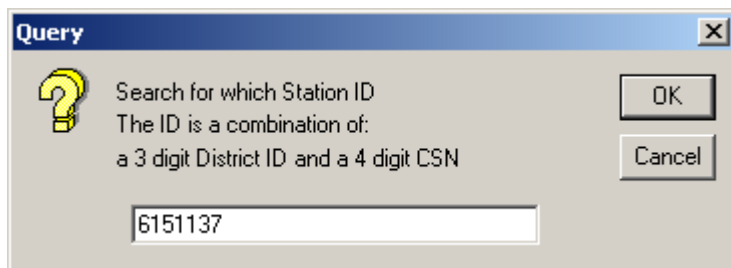 Query
Search for which Station ID
The ID is a combination of:
a 3 digit District ID and a 4 digit CSN
OK
Cancel
6151137